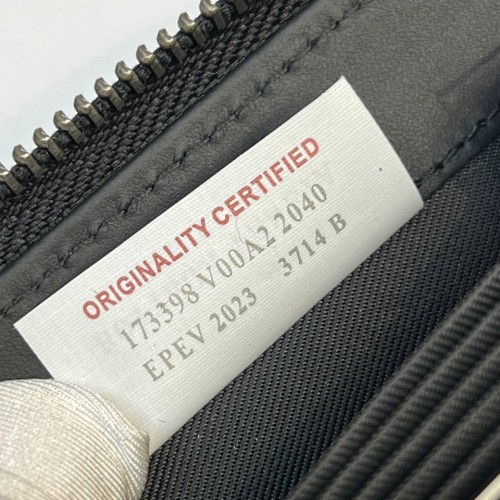 ORIGINALITY CERTIFIED
173398 V00A2 2040
EPEV 2023 3714 B